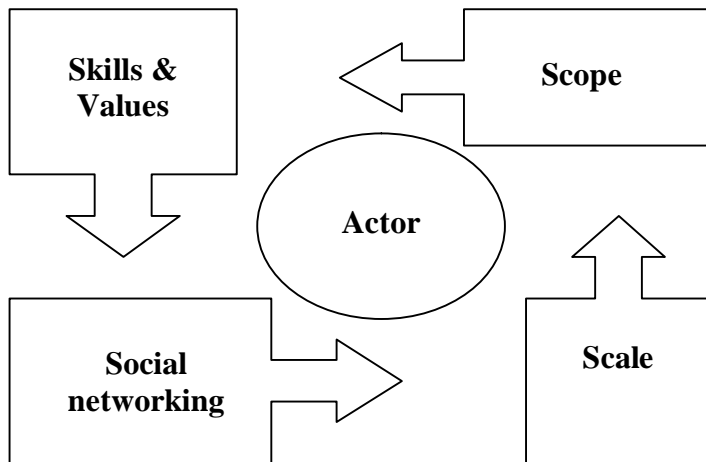 Skills &
Values
Scope
Actor
Social
networking
Scale